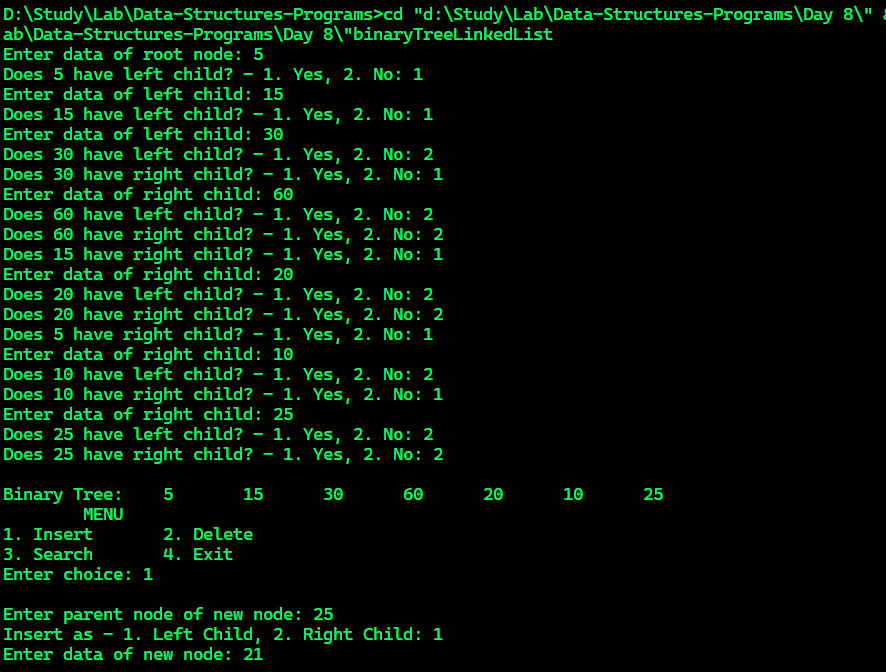 D:\Study\Lab\Data-Structures-Programs>cd "d:\Study\Lab\Data-Structures-Programs\Day 8\" &
ab\Data-Structures-Programs\Day 8\"binaryTreeLinkedList
Enter data of root node: 5
Does 5 have left child? - 1. Yes, 2. No: 1
Enter data of left child: 15
Does 15 have left child? - 1. Yes, 2. No: 1
Enter data of left child: 30
Does 30 have left child? - 1. Yes, 2. No: 2
Does 30 have right child? - 1. Yes, 2. No: 1
Enter data of right child: 60
Does 60 have left child? - 1. Yes, 2. No: 2
Does 60 have right child? - 1. Yes, 2. No: 2
Does 15 have right child? - 1. Yes, 2. No: 1
Enter data of right child: 20
Does 20 have left child? - 1. Yes, 2. No: 2
Does 20 have right child? - 1. Yes, 2. No: 2
Does 5 have right child? - 1. Yes, 2. No: 1
Enter data of right child: 10
Does 10 have left child? - 1. Yes, 2. No: 2
Does 10 have right child? - 1. Yes, 2. No: 1
Enter data of right child: 25
Does 25 have left child? - 1. Yes, 2. No: 2
Does 25 have right child? - 1. Yes, 2. No: 2
Binary Tree: 5 15 30 60 20 10 25
MENU
1. Insert 2. Delete
3. Search 4. Exit
Enter choice: 1
Enter parent node of new node: 25
Insert as - 1. Left Child, 2. Right Child: 1
Enter data of new node: 21